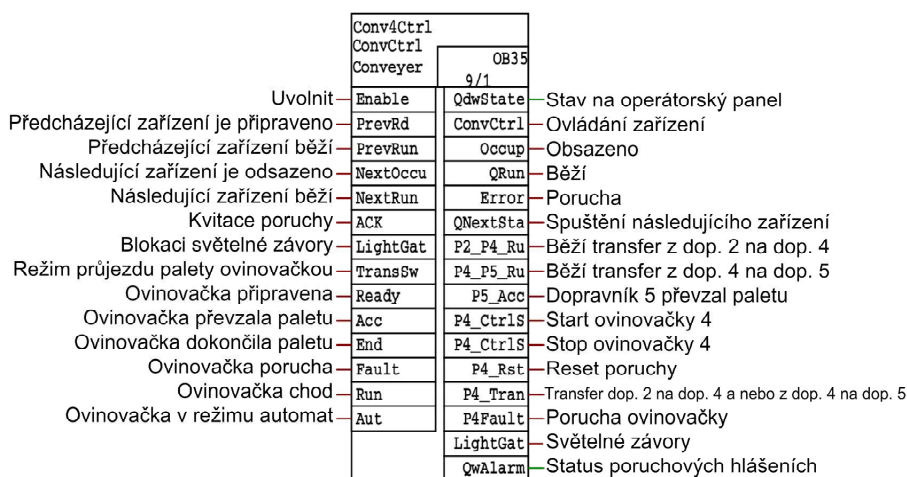 Conv4Ctrl
ConvCtrl
Conveyer OB35
9/1
Uvolnit Enable QdwState Stav na operátorský panel
Předcházející zařízení je připraveno PrevRd ConvCtrl Ovládání zařízení
Předcházející zařízení běží PrevRun Occup Obsazeno
Následující zařízení je odsazeno NextOccu QRun Běží
Následující zařízení běží NextRun Error Porucha
Kvitace poruchy ACK QNextSta Spuštění následujícího zařízení
Blokaci světelné závory LightGat P2_P4_Ru Běží transfer z dop. 2 na dop. 4
Režim průjezdu palety ovinovačkou TransSw P4_P5_Ru Běží transfer z dop. 4 na dop. 5
Ovinovačka připravena Ready P5_Acc Dopravník 5 převzal paletu
Ovinovačka převzala paletu Acc P4_CtrlS Start ovinovačky 4
Ovinovačka dokončila paletu End P4_CtrlS Stop ovinovačky 4
Ovinovačka porucha Fault P4_Rst Reset poruchy
Ovinovačka chod Run P4_Tran Transfer dop. 2 na dop. 4 a nebo z dop. 4 na dop. 5
Ovinovačka v režimu automat Aut P4Fault Porucha ovinovačky
LightGat Světelné závory
QwAlarm Status poruchových hlášeních